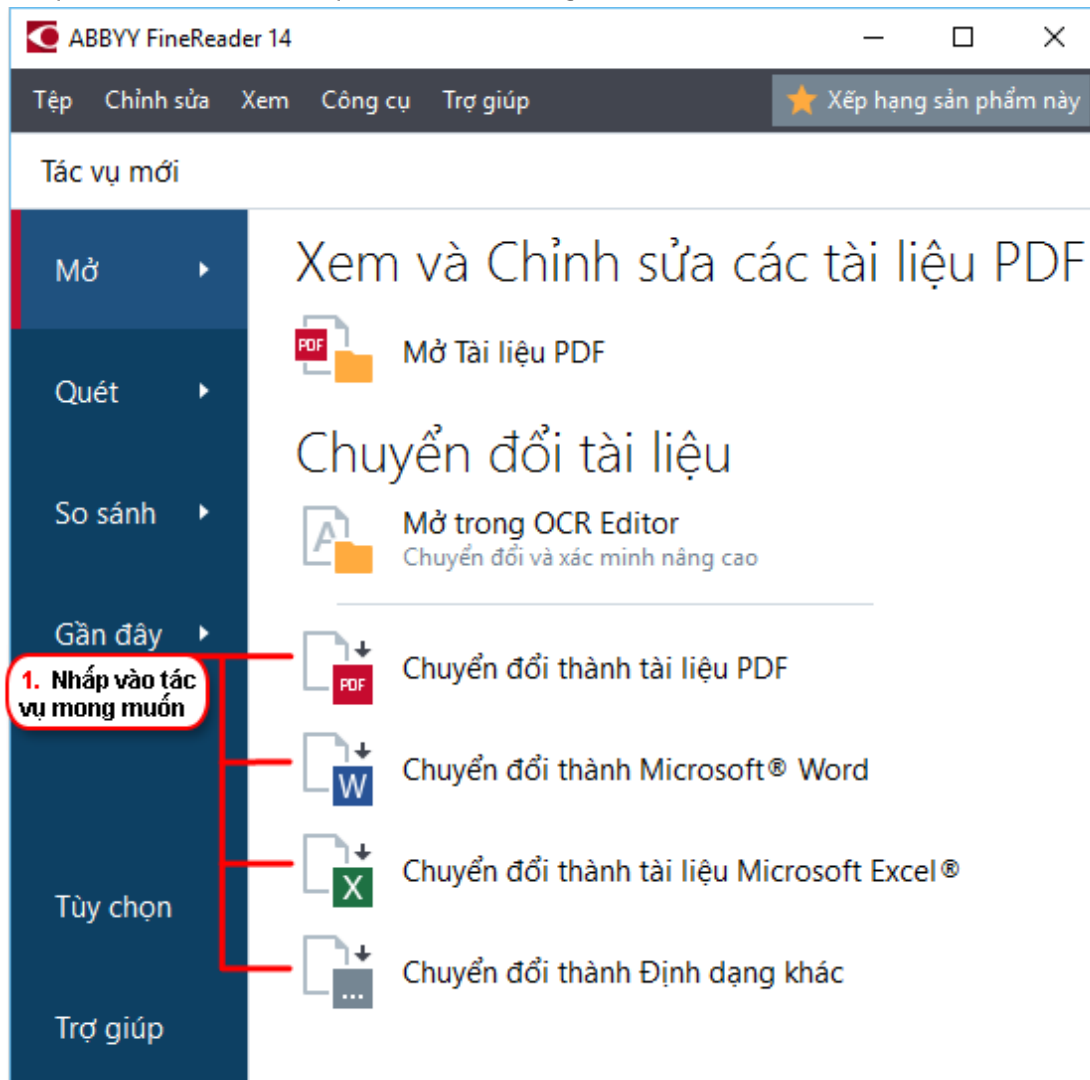 ABBYY FineReader 14
Tệp Chỉnh sửa Xem Công cụ Trợ giúp Xếp hạng sản phẩm này
Tác vụ mới
Mở
Quét
So sánh
Gần đây
1. Nhấp vào tác
vụ mong muốn
Tùy chọn
Trợ giúp
Xem và Chỉnh sửa các tài liệu PDF
PDF
Mở Tài liệu PDF
Chuyển đổi tài liệu
A
Mở trong OCR Editor
Chuyển đổi và xác minh nâng cao
PDF
Chuyển đổi thành tài liệu PDF
W
Chuyển đổi thành Microsoft® Word
X
Chuyển đổi thành tài liệu Microsoft Excel®
...
Chuyển đổi thành Định dạng khác